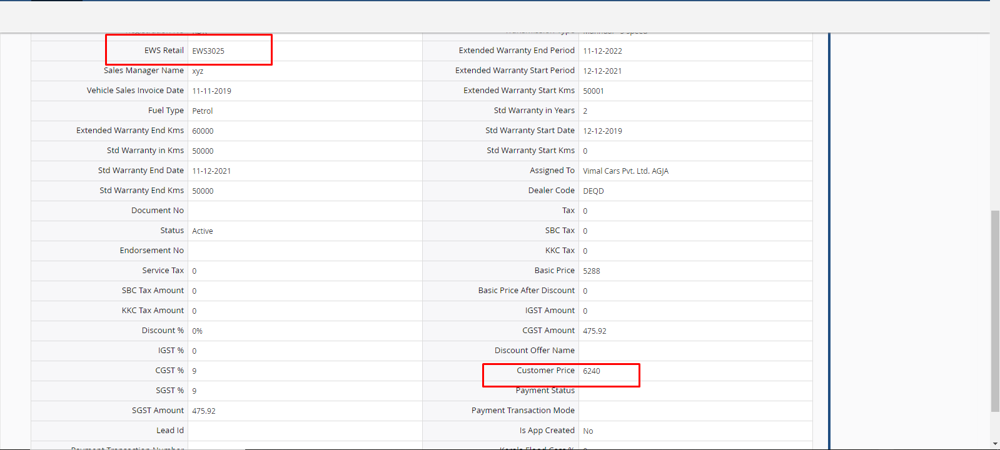 EWS Retail EWS3025 Extended Warranty End Period 11-12-2022
Sales Manager Name xyz Extended Warranty Start Period 12-12-2021
Vehicle Sales Invoice Date 11-11-2019 Extended Warranty Start Kms 50001
Fuel Type Petrol Std Warranty in Years 2
Extended Warranty End Kms 60000 Std Warranty Start Date 12-12-2019
Std Warranty in Kms 50000 Std Warranty Start Kms 0
Std Warranty End Date 11-12-2021 Assigned To Vimal Cars Pvt. Ltd. AGJA
Std Warranty End Kms 50000 Dealer Code DEQD
Document No Tax 0
Status Active SBC Tax 0
Endorsement No KKC Tax 0
Service Tax 0 Basic Price 5288
SBC Tax Amount 0 Basic Price After Discount 0
KKC Tax Amount 0 IGST Amount 0
Discount % 0% CGST Amount 475.92
IGST % 0 Discount Offer Name
CGST % 9 Customer Price 6240
SGST % 9 Payment Status
SGST Amount 475.92 Payment Transaction Mode
Lead Id Is App Created No
Payment Transaction Number